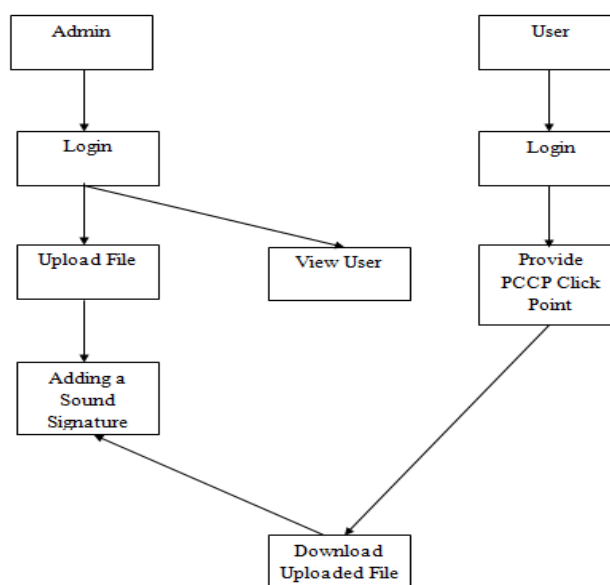 Admin
User
Login
Login
Upload File
View User
Provide
PCCP Click
Point
Adding a
Sound
Signature
Download
Uploaded File